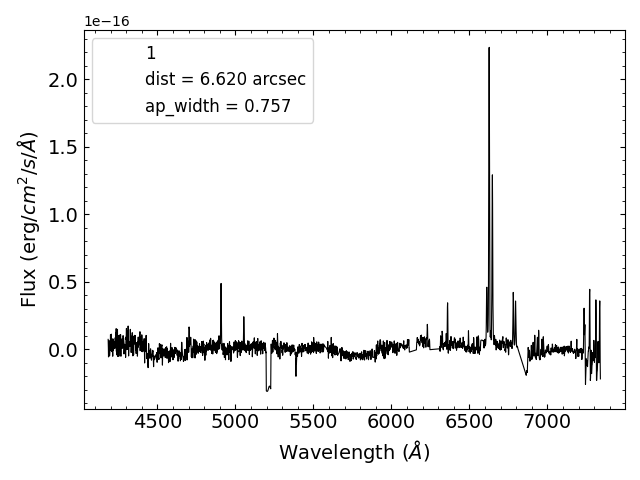 1e−16
1
dist = 6.620 arcsec
ap_width = 0.757
2.0
1.5
1.0
0.5
0.0
Flux (erg/cm²/s/Å)
4500 5000 5500 6000 6500 7000
Wavelength (Å)